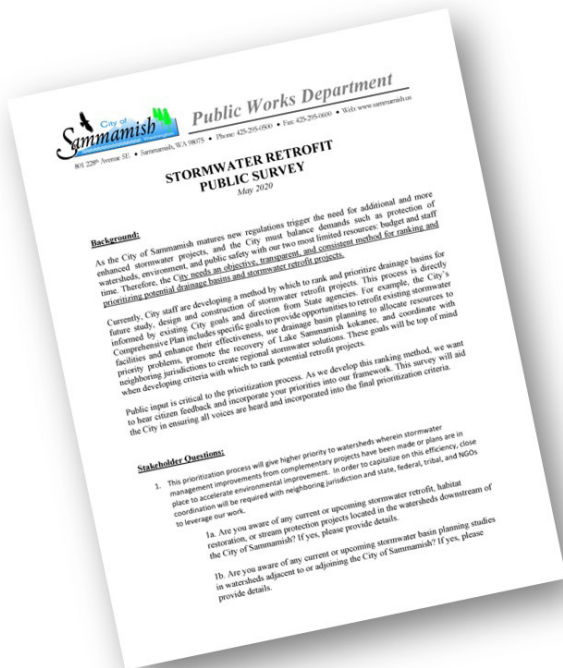 City of
Sammamish
Washington
Public Works Department
801 228th Avenue SE • Sammamish, WA 98075 • Phone: 425-295-0500 • Fax: 425-295-0600 • Web: www.sammamish.us
STORMWATER RETROFIT
PUBLIC SURVEY
May 2020
Background:
As the City of Sammamish matures new regulations trigger the need for additional and more
enhanced stormwater projects, and the City must balance demands such as protection of
watersheds, environment, and public safety with our two most limited resources: budget and staff
time. Therefore, the City needs an objective, transparent, and consistent method for ranking and
prioritizing potential drainage basins and stormwater retrofit projects.
Currently, City staff are developing a method by which to rank and prioritize drainage basins for
future study, design and construction of stormwater retrofit projects. This process is directly
informed by existing City goals and direction from State agencies. For example, the City's
Comprehensive Plan includes specific goals to provide opportunities to retrofit existing stormwater
facilities and enhance their effectiveness, use drainage basin planning to allocate resources to
priority problems, promote the recovery of Lake Sammamish kokanee, and coordinate with
neighboring jurisdictions to create regional stormwater solutions. These goals will be top of mind
when developing criteria with which to rank potential retrofit projects.
Public input is critical to the prioritization process. As we develop this ranking method, we want
to hear citizen feedback and incorporate your priorities into our framework. This survey will aid
the City in ensuring all voices are heard and incorporated into the final prioritization criteria.
Stakeholder Questions:
1. This prioritization process will give higher priority to watersheds wherein stormwater
management improvements from complementary projects have been made or plans are in
place to accelerate environmental improvement. In order to capitalize on this efficiency, close
coordination will be required with neighboring jurisdiction and state, federal, tribal, and NGOs
to leverage our work.
1a. Are you aware of any current or upcoming stormwater retrofit, habitat
restoration, or stream protection projects located in the watersheds downstream of
the City of Sammamish? If yes, please provide details.
1b. Are you aware of any current or upcoming stormwater basin planning studies
in watersheds adjacent to or adjoining the City of Sammamish? If yes, please
provide details.